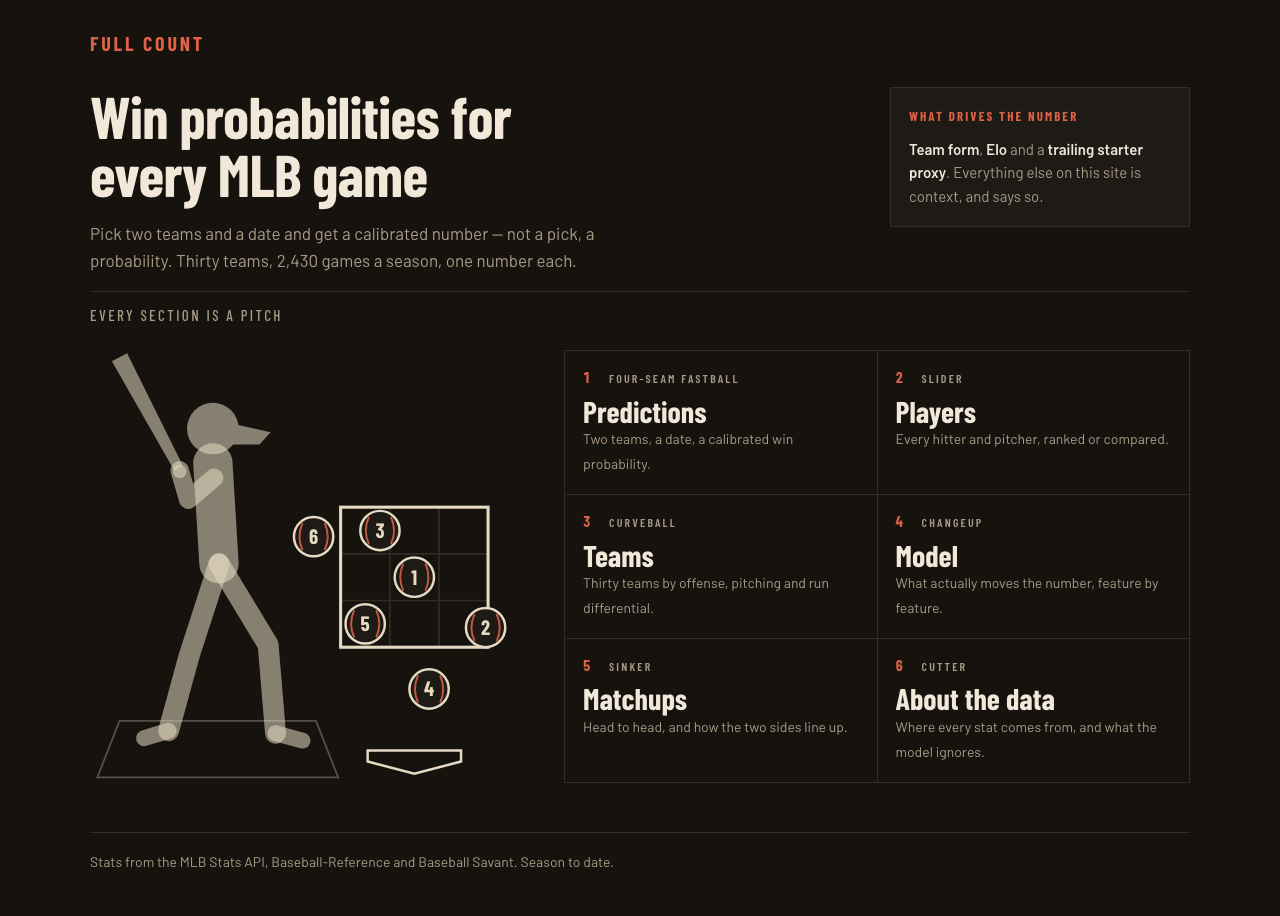 FULL COUNT
Win probabilities for
every MLB game
Pick two teams and a date and get a calibrated number — not a pick, a
probability. Thirty teams, 2,430 games a season, one number each.
WHAT DRIVES THE NUMBER
Team form, Elo and a trailing starter
proxy. Everything else on this site is
context, and says so.
EVERY SECTION IS A PITCH
6
3
1
5
2
4
1 FOUR-SEAM FASTBALL
Predictions
Two teams, a date, a calibrated win
probability.
2 SLIDER
Players
Every hitter and pitcher, ranked or compared.
3 CURVEBALL
Teams
Thirty teams by offense, pitching and run
differential.
4 CHANGEUP
Model
What actually moves the number, feature by
feature.
5 SINKER
Matchups
Head to head, and how the two sides line up.
6 CUTTER
About the data
Where every stat comes from, and what the
model ignores.
Stats from the MLB Stats API, Baseball-Reference and Baseball Savant. Season to date.